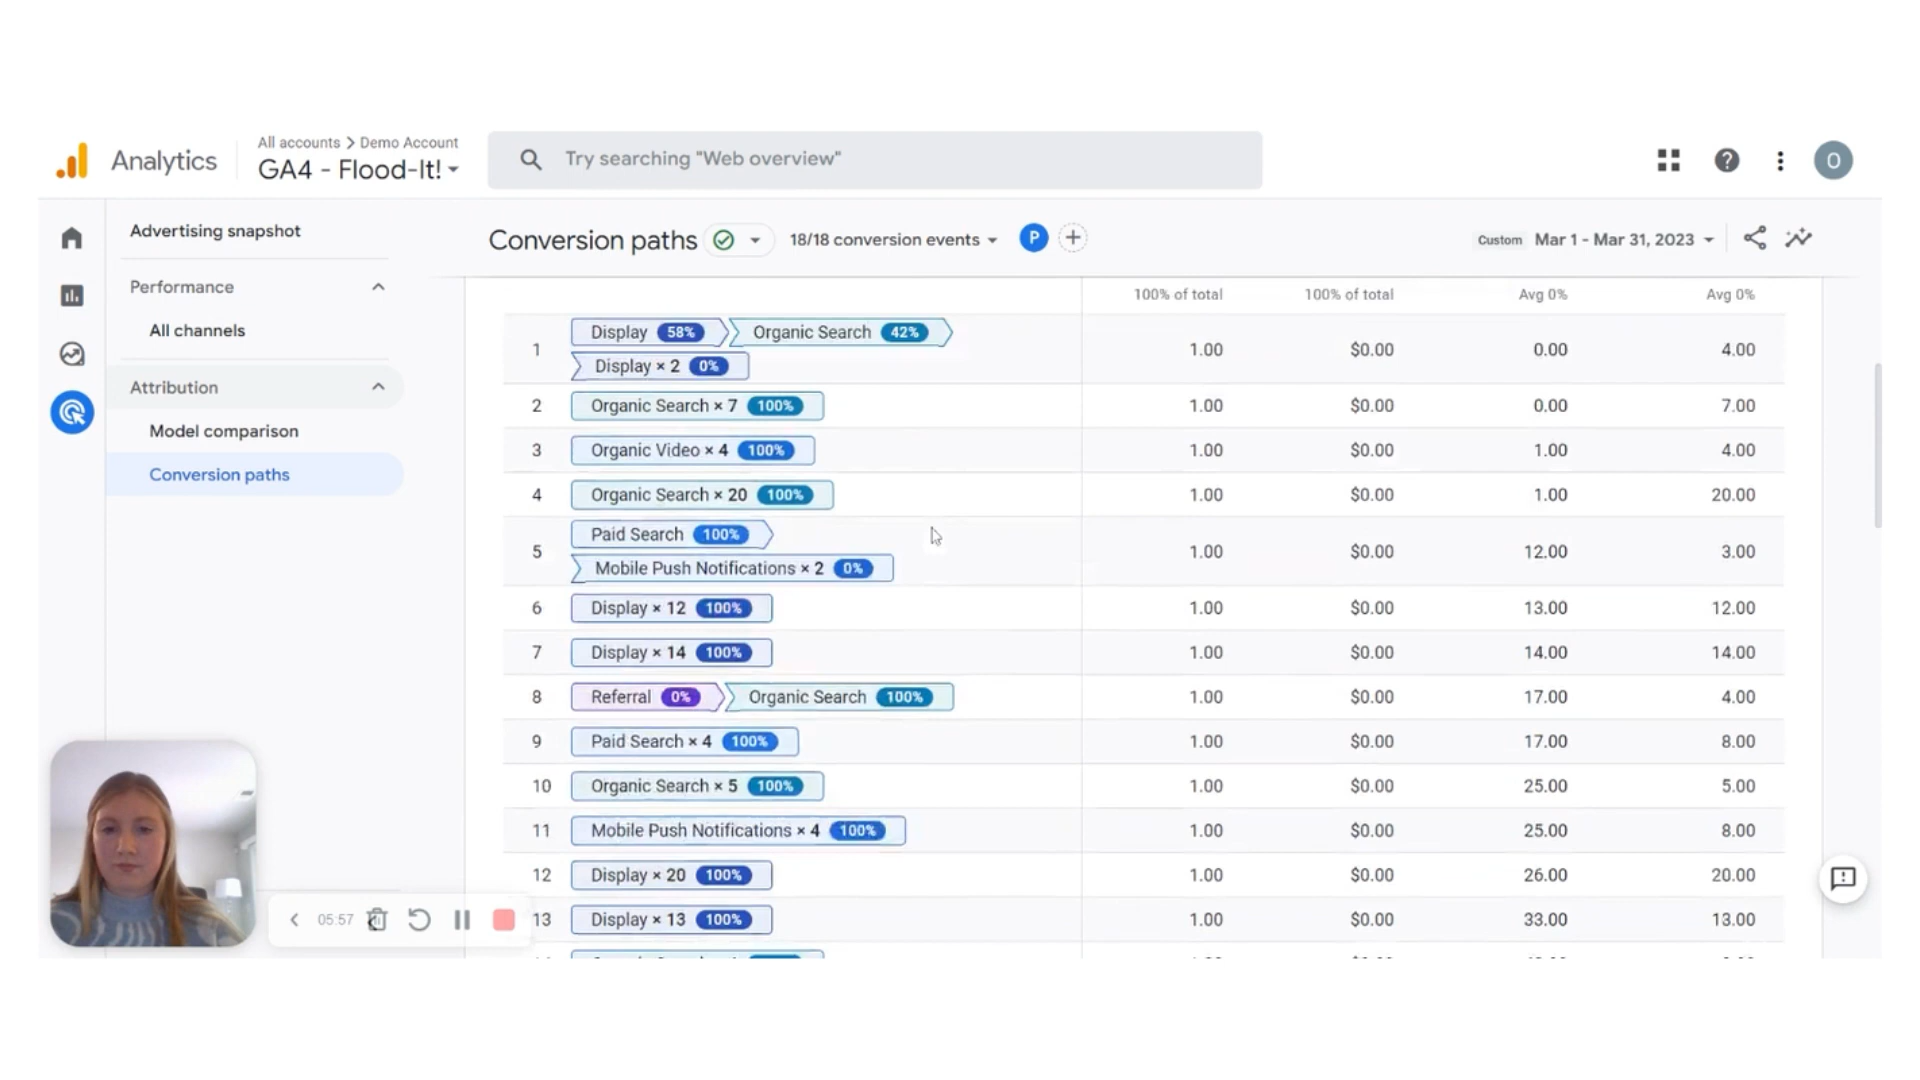 Analytics
All accounts > Demo Account
GA4 - Flood-It!
Try searching "Web overview"
O
Advertising snapshot
Performance
All channels
Attribution
Model comparison
Conversion paths
Conversion paths
18/18 conversion events
P
Custom Mar 1 - Mar 31, 2023
100% of total 100% of total Avg 0% Avg 0%
1 Display 58% Organic Search 42%
Display × 2 0% 1.00 $0.00 0.00 4.00
2 Organic Search × 7 100% 1.00 $0.00 0.00 7.00
3 Organic Video × 4 100% 1.00 $0.00 1.00 4.00
4 Organic Search × 20 100% 1.00 $0.00 1.00 20.00
5 Paid Search 100%
Mobile Push Notifications × 2 0% 1.00 $0.00 12.00 3.00
6 Display × 12 100% 1.00 $0.00 13.00 12.00
7 Display × 14 100% 1.00 $0.00 14.00 14.00
8 Referral 0% Organic Search 100% 1.00 $0.00 17.00 4.00
9 Paid Search × 4 100% 1.00 $0.00 17.00 8.00
10 Organic Search × 5 100% 1.00 $0.00 25.00 5.00
11 Mobile Push Notifications × 4 100% 1.00 $0.00 25.00 8.00
12 Display × 20 100% 1.00 $0.00 26.00 20.00
13 Display × 13 100% 1.00 $0.00 33.00 13.00
05:57